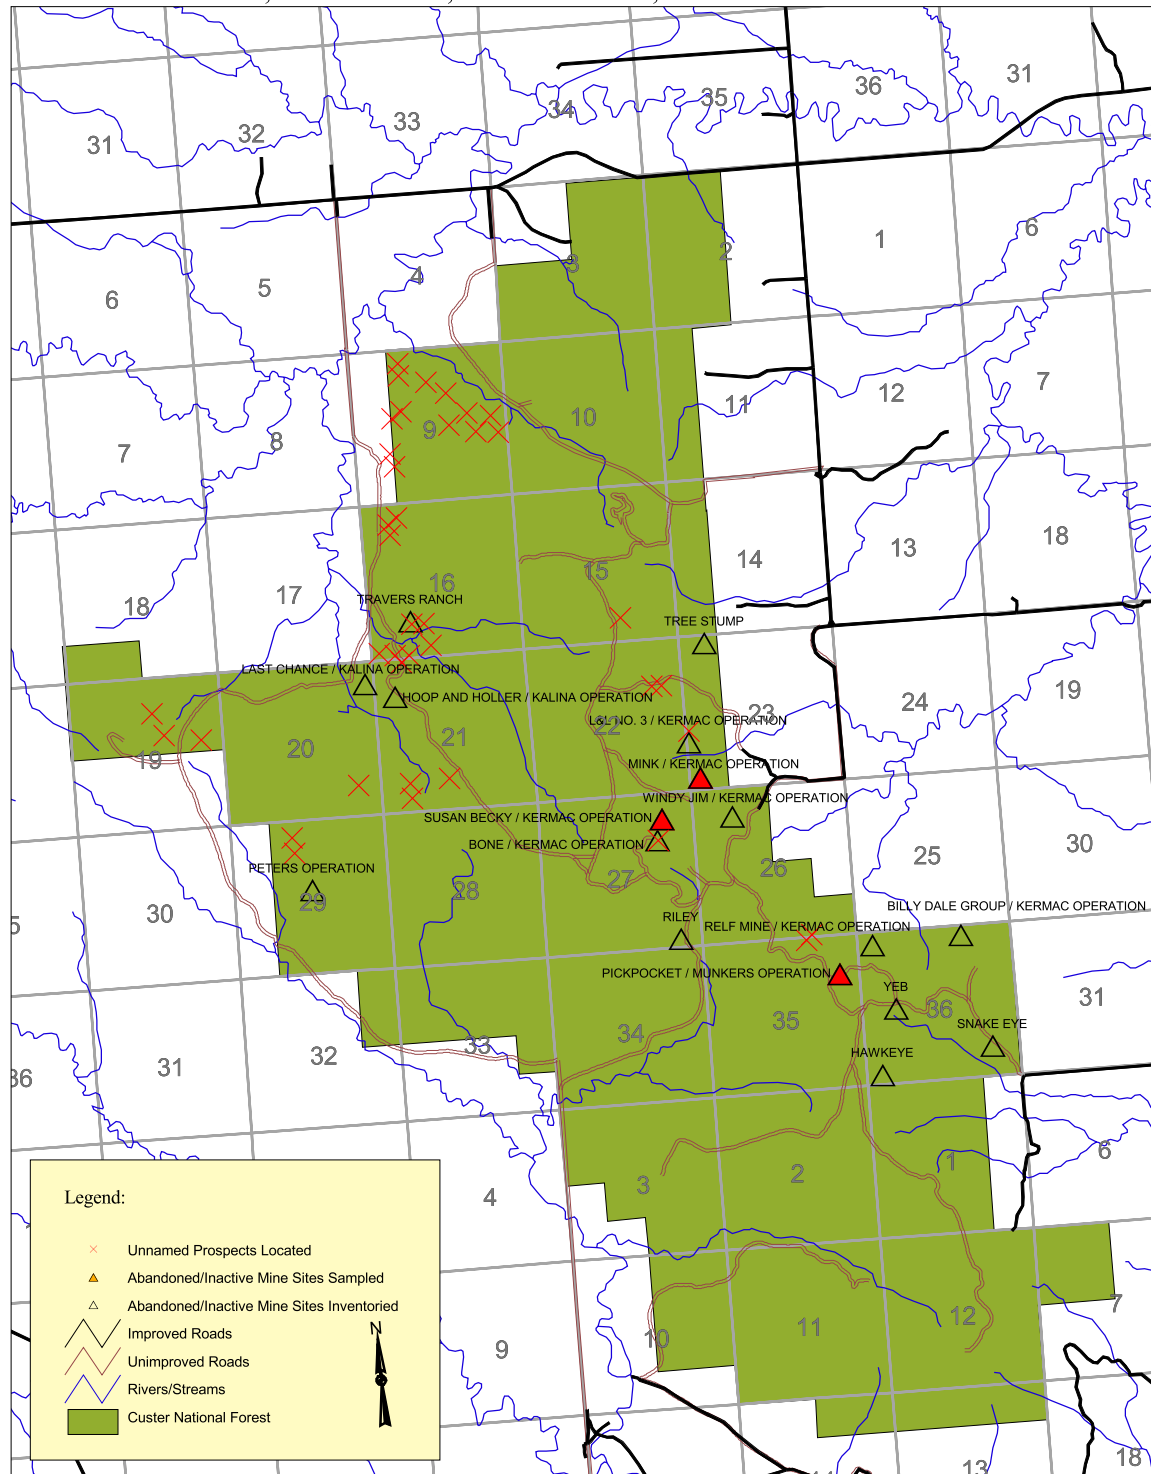 31
36
35
34
33
32
31
6
1
2
3
4
5
6
7
12
11
10
9
8
7
18
13
14
15
16
17
18
TRAVERS RANCH
TREE STUMP
LAST CHANCE / KALINA OPERATION
HOOP AND HOLLER / KALINA OPERATION
19
24
23
22
21
20
19
L&L NO. 3 / KERMAC OPERATION
MINK / KERMAC OPERATION
WINDY JIM / KERMAC OPERATION
SUSAN BECKY / KERMAC OPERATION
BONE / KERMAC OPERATION
30
25
26
27
28
29
30
PETERS OPERATION
BILLY DALE GROUP / KERMAC OPERATION
RILEY
RELF MINE / KERMAC OPERATION
PICKPOCKET / MUNKERS OPERATION
YEB
SNAKE EYE
HAWKEYE
31
36
35
34
33
32
31
36
6
1
2
3
4
7
12
11
10
9
18
13
Legend:
Unnamed Prospects Located
Abandoned/Inactive Mine Sites Sampled
Abandoned/Inactive Mine Sites Inventoried
Improved Roads
Unimproved Roads
Rivers/Streams
Custer National Forest
N